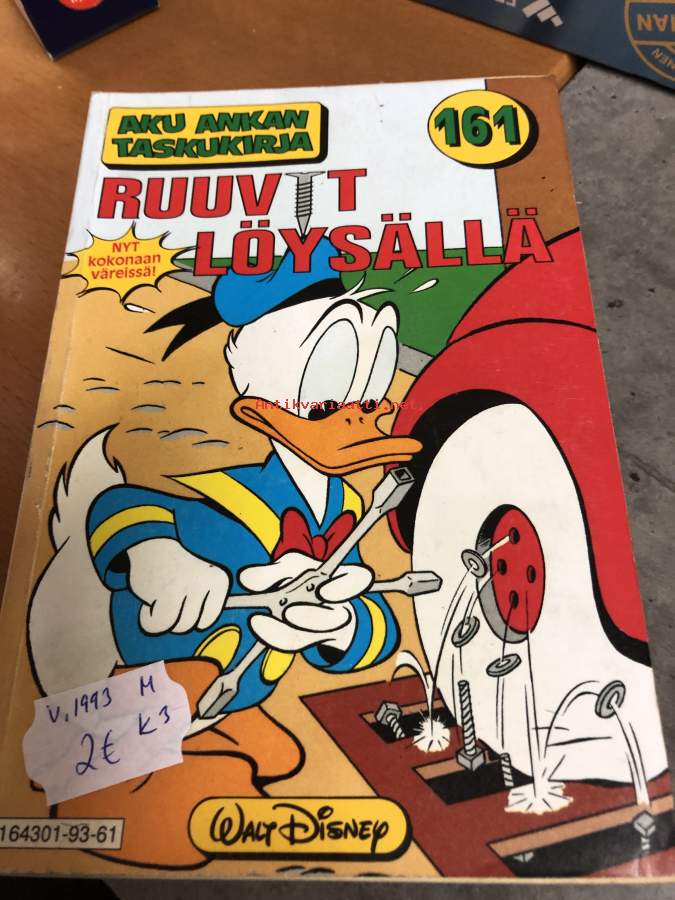 AKU ANKAN
TASKUKIRJA
161
RUUVIT
LÖYSÄLLÄ
NYT
kokonaan
väreissä!
Antikvariaatti.net
V. 1993 M
2€ K3
WALT DISNEY
164301-93-61